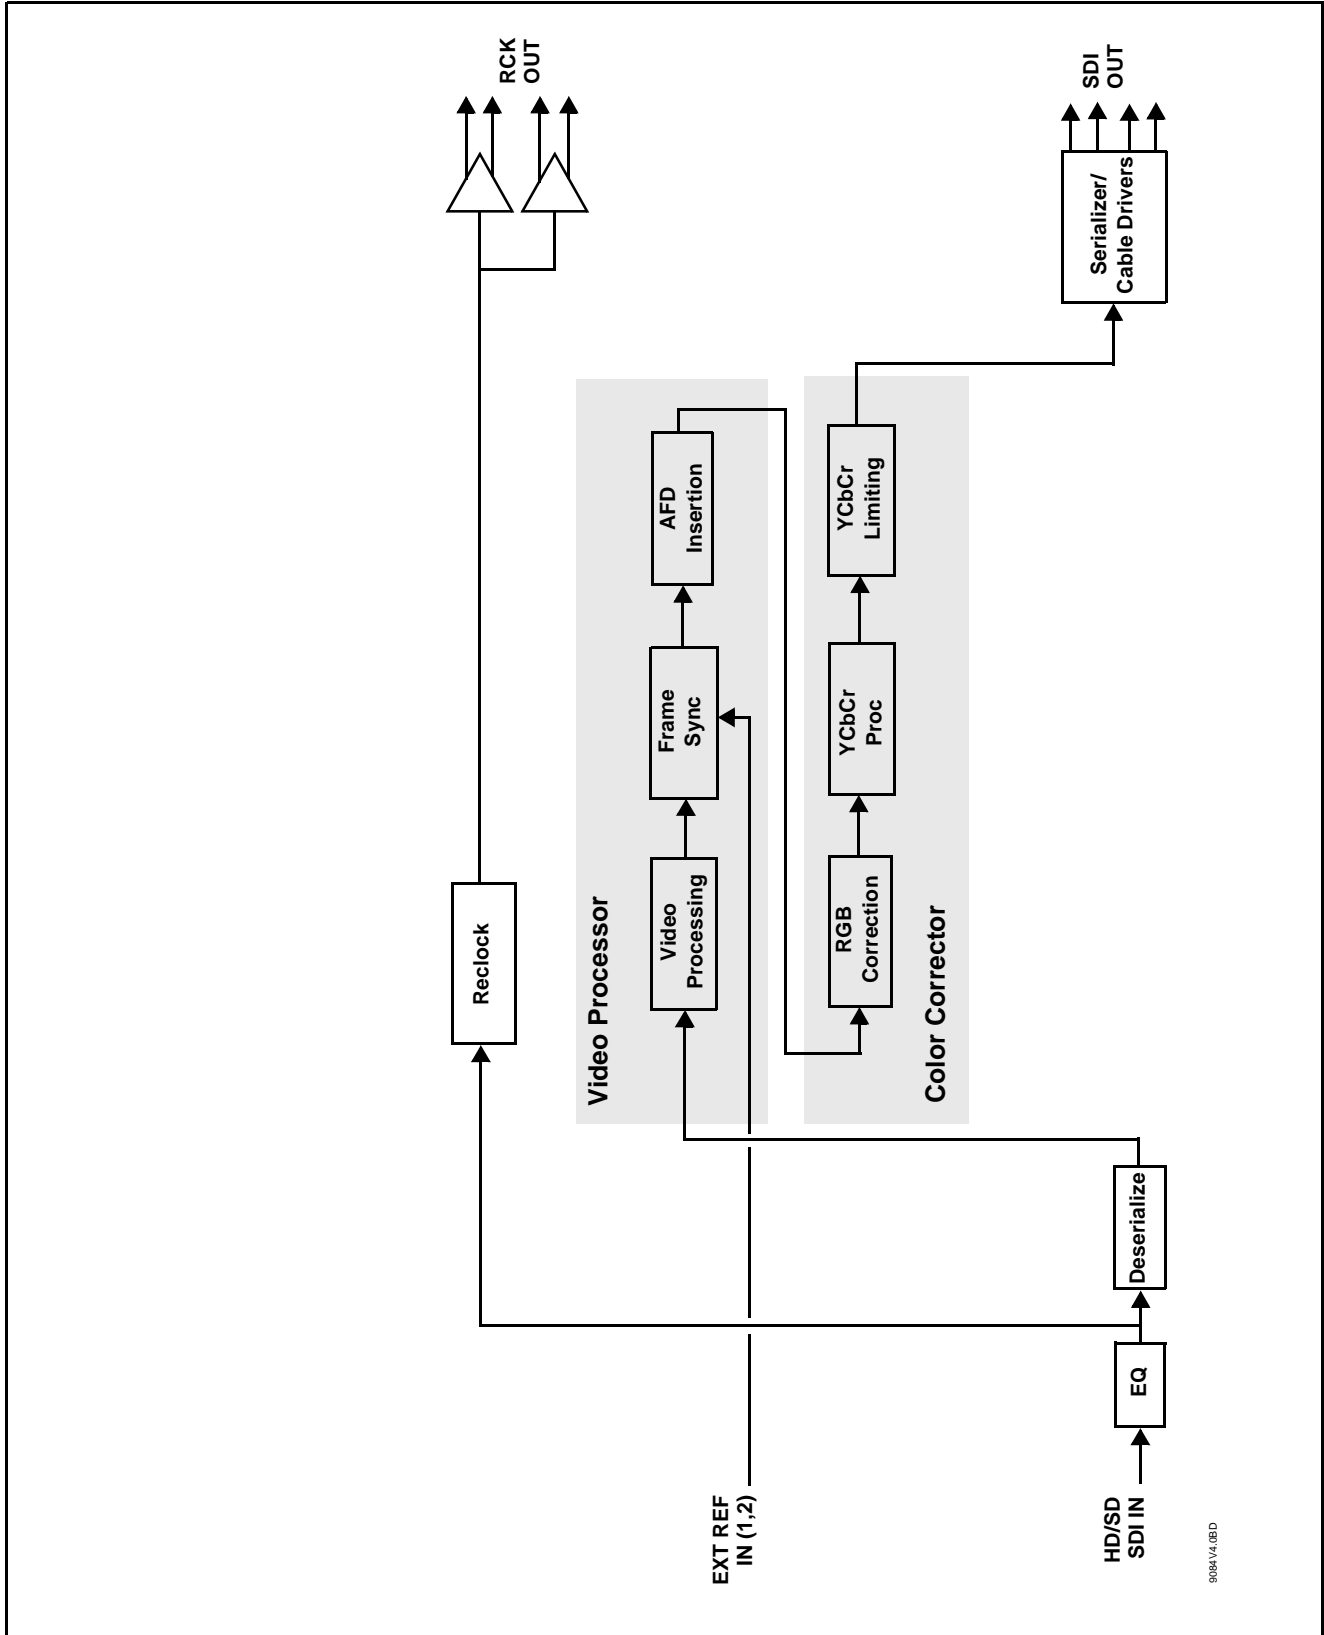 RCK
OUT
SDI
OUT
Serializer/
Cable Drivers
AFD
Insertion
YCbCr
Limiting
Frame
Sync
YCbCr
Proc
Reclock
Video Processor
Video
Processing
RGB
Correction
Color Corrector
Deserialize
EQ
EXT REF
IN (1,2)
HD/SD
SDI IN
9084V4.0BD